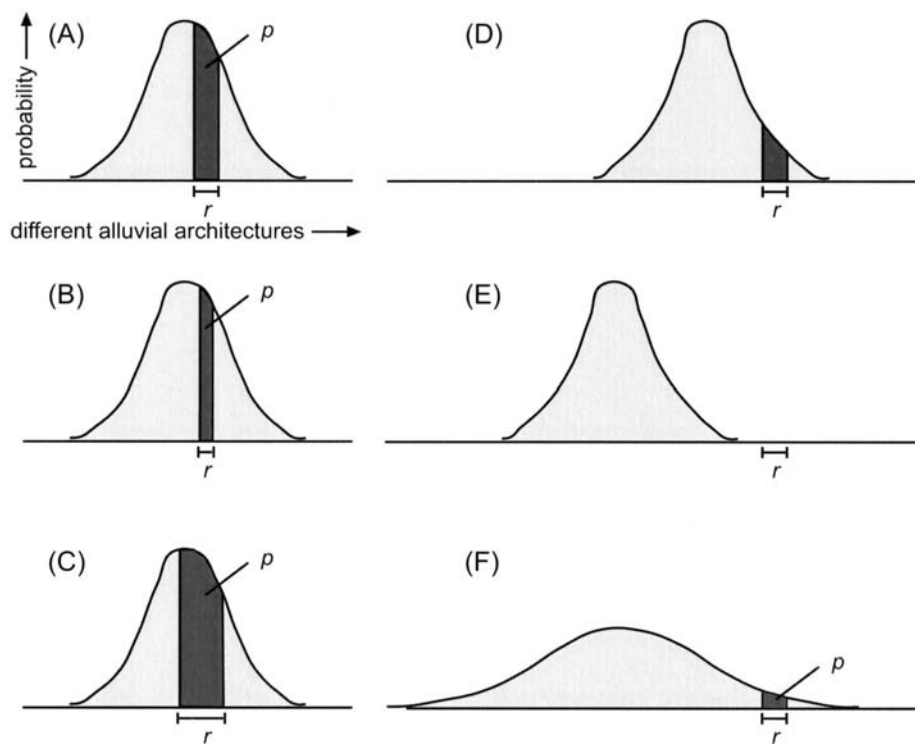 (A)
p
probability
r
different alluvial architectures
(B)
p
r
(C)
p
r
(D)
r
(E)
r
(F)
p
r